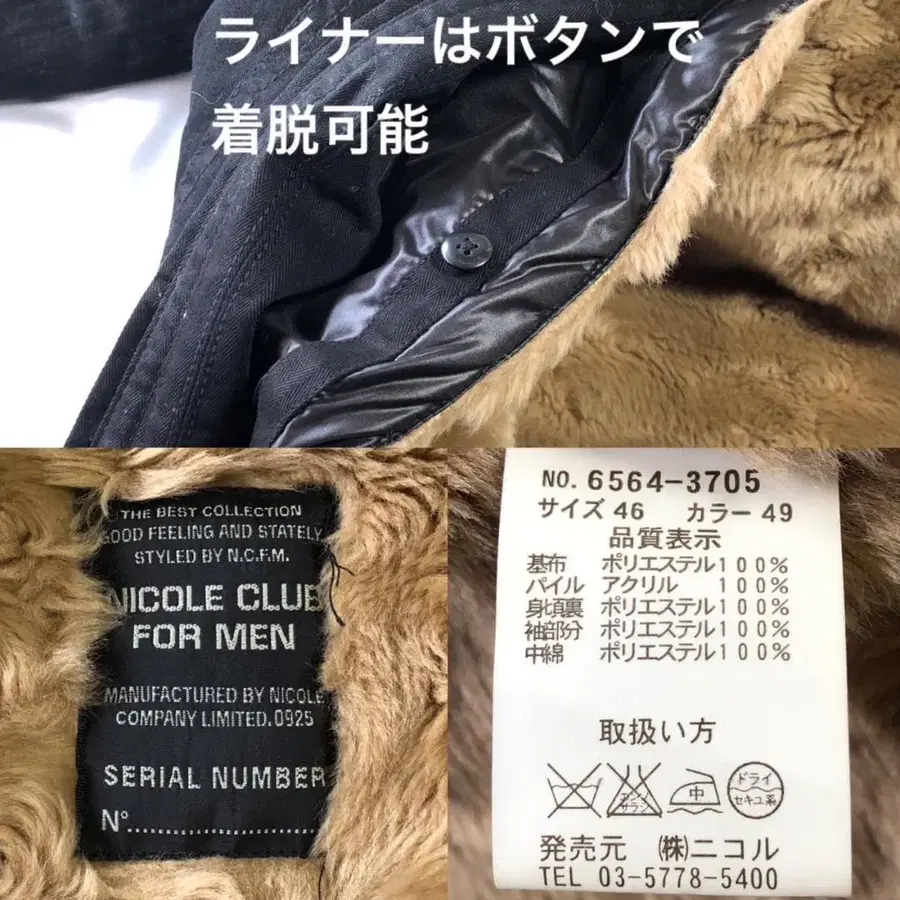 ライナーはボタンで
着脱可能
THE BEST COLLECTION
GOOD FEELING AND STATELY
STYLED BY N.C.F.M.
NICOLE CLUB
FOR MEN
MANUFACTURED BY NICOLE
COMPANY LIMITED.0925
SERIAL NUMBER
N°
NO. 6564-3705
サイズ 46 カラー 49
品質表示
基布 ポリエステル100%
パイル アクリル 100%
身頃裏 ポリエステル100%
袖部分 ポリエステル100%
中綿 ポリエステル100%
取扱い方
エンソサラシ 中 ドライ
セキユ系
発売元 (株)ニコル
TEL 03-5778-5400